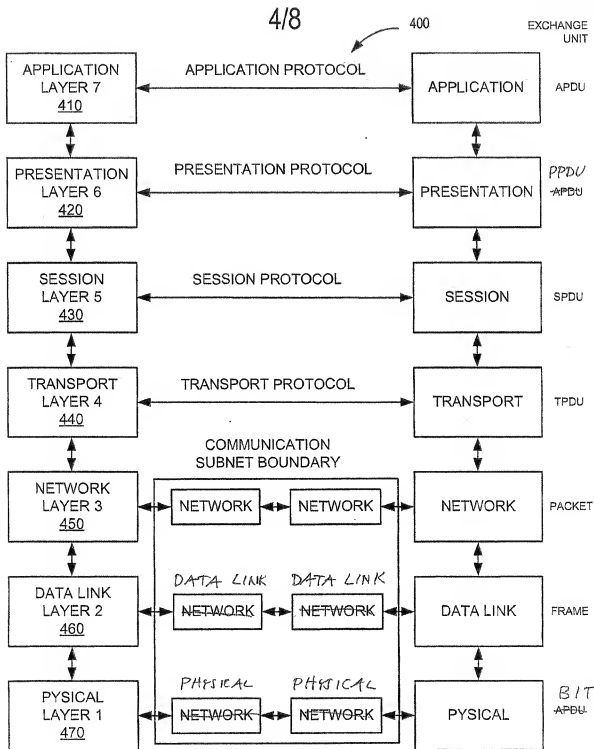 4/8
400
EXCHANGE
UNIT
APPLICATION
LAYER 7
410
APPLICATION PROTOCOL
APPLICATION
APDU
PRESENTATION
LAYER 6
420
PRESENTATION PROTOCOL
PRESENTATION
PPDU
APDU
SESSION
LAYER 5
430
SESSION PROTOCOL
SESSION
SPDU
TRANSPORT
LAYER 4
440
TRANSPORT PROTOCOL
TRANSPORT
TPDU
COMMUNICATION
SUBNET BOUNDARY
NETWORK
LAYER 3
450
NETWORK
NETWORK
NETWORK
PACKET
DATA LINK
LAYER 2
460
DATA LINK
NETWORK
DATA LINK
NETWORK
DATA LINK
FRAME
PYSICAL
LAYER 1
470
PHYSICAL
NETWORK
PHYSICAL
NETWORK
PYSICAL
BIT
APDU